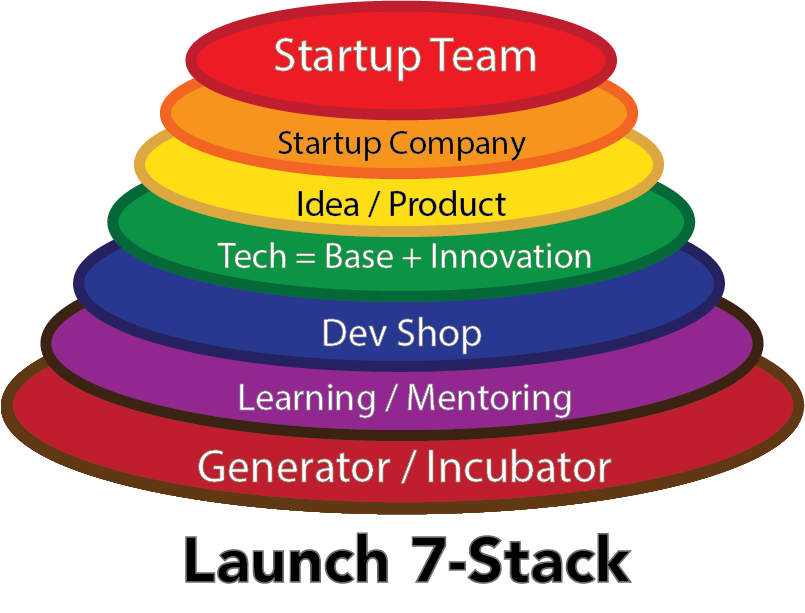 Startup Team
Startup Company
Idea / Product
Tech = Base + Innovation
Dev Shop
Learning / Mentoring
Generator / Incubator
Launch 7-Stack